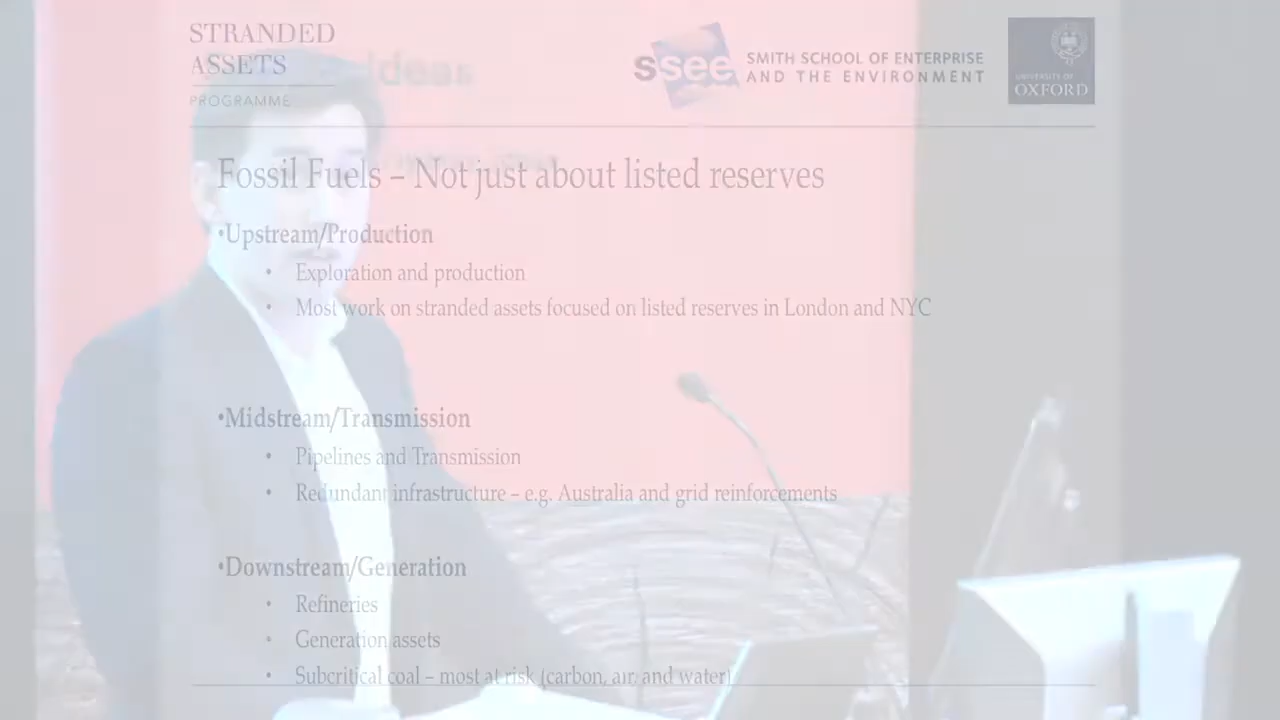 STRANDED
ASSETS
PROGRAMME
ssee
SMITH SCHOOL OF ENTERPRISE
AND THE ENVIRONMENT
UNIVERSITY OF
OXFORD
ideas
Fossil Fuels – Not just about listed reserves
•Upstream/Production
• Exploration and production
• Most work on stranded assets focused on listed reserves in London and NYC
•Midstream/Transmission
• Pipelines and Transmission
• Redundant infrastructure – e.g. Australia and grid reinforcements
•Downstream/Generation
• Refineries
• Generation assets
• Subcritical coal – most at risk (carbon, air, and water)